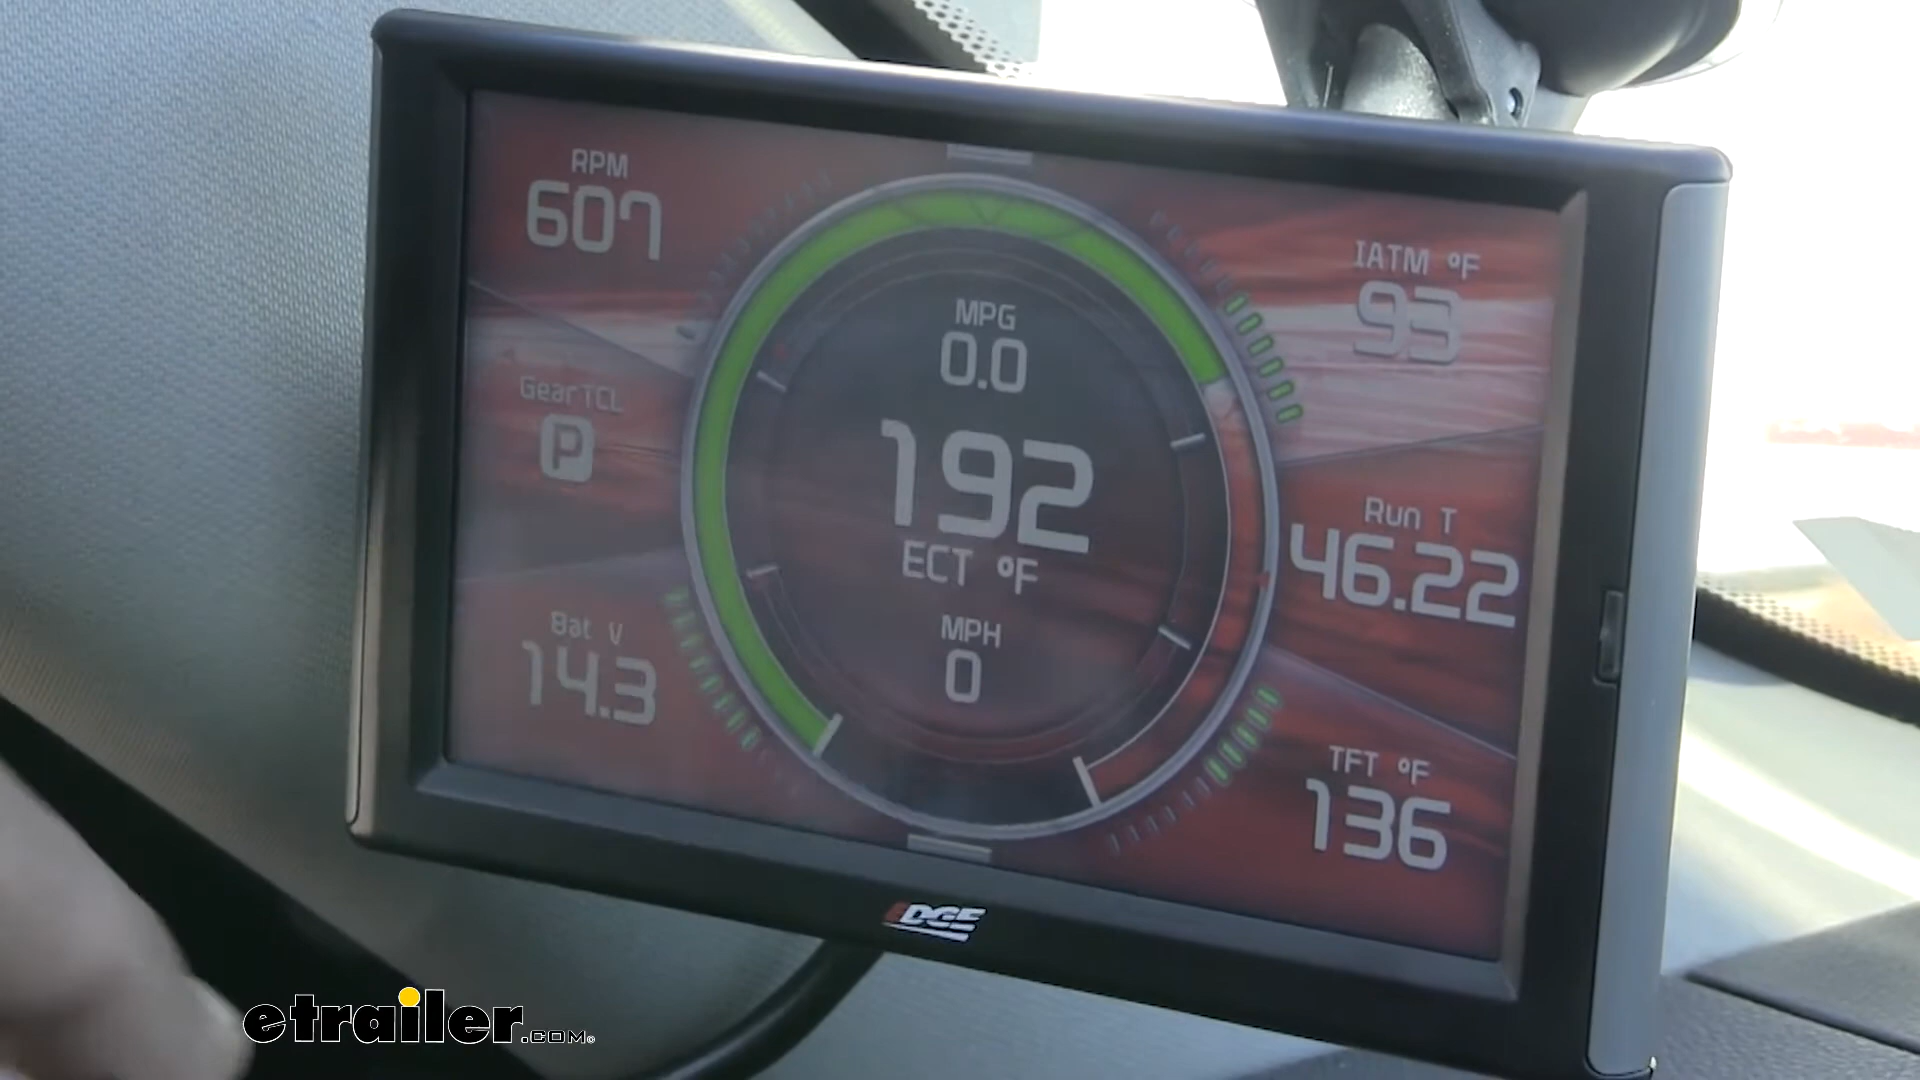 RPM
607
GearTCL
P
Bat V
14.3
MPG
0.0
192
ECT °F
MPH
0
IATM °F
93
Run T
46.22
TFT °F
136
EDGE
etrailer.com